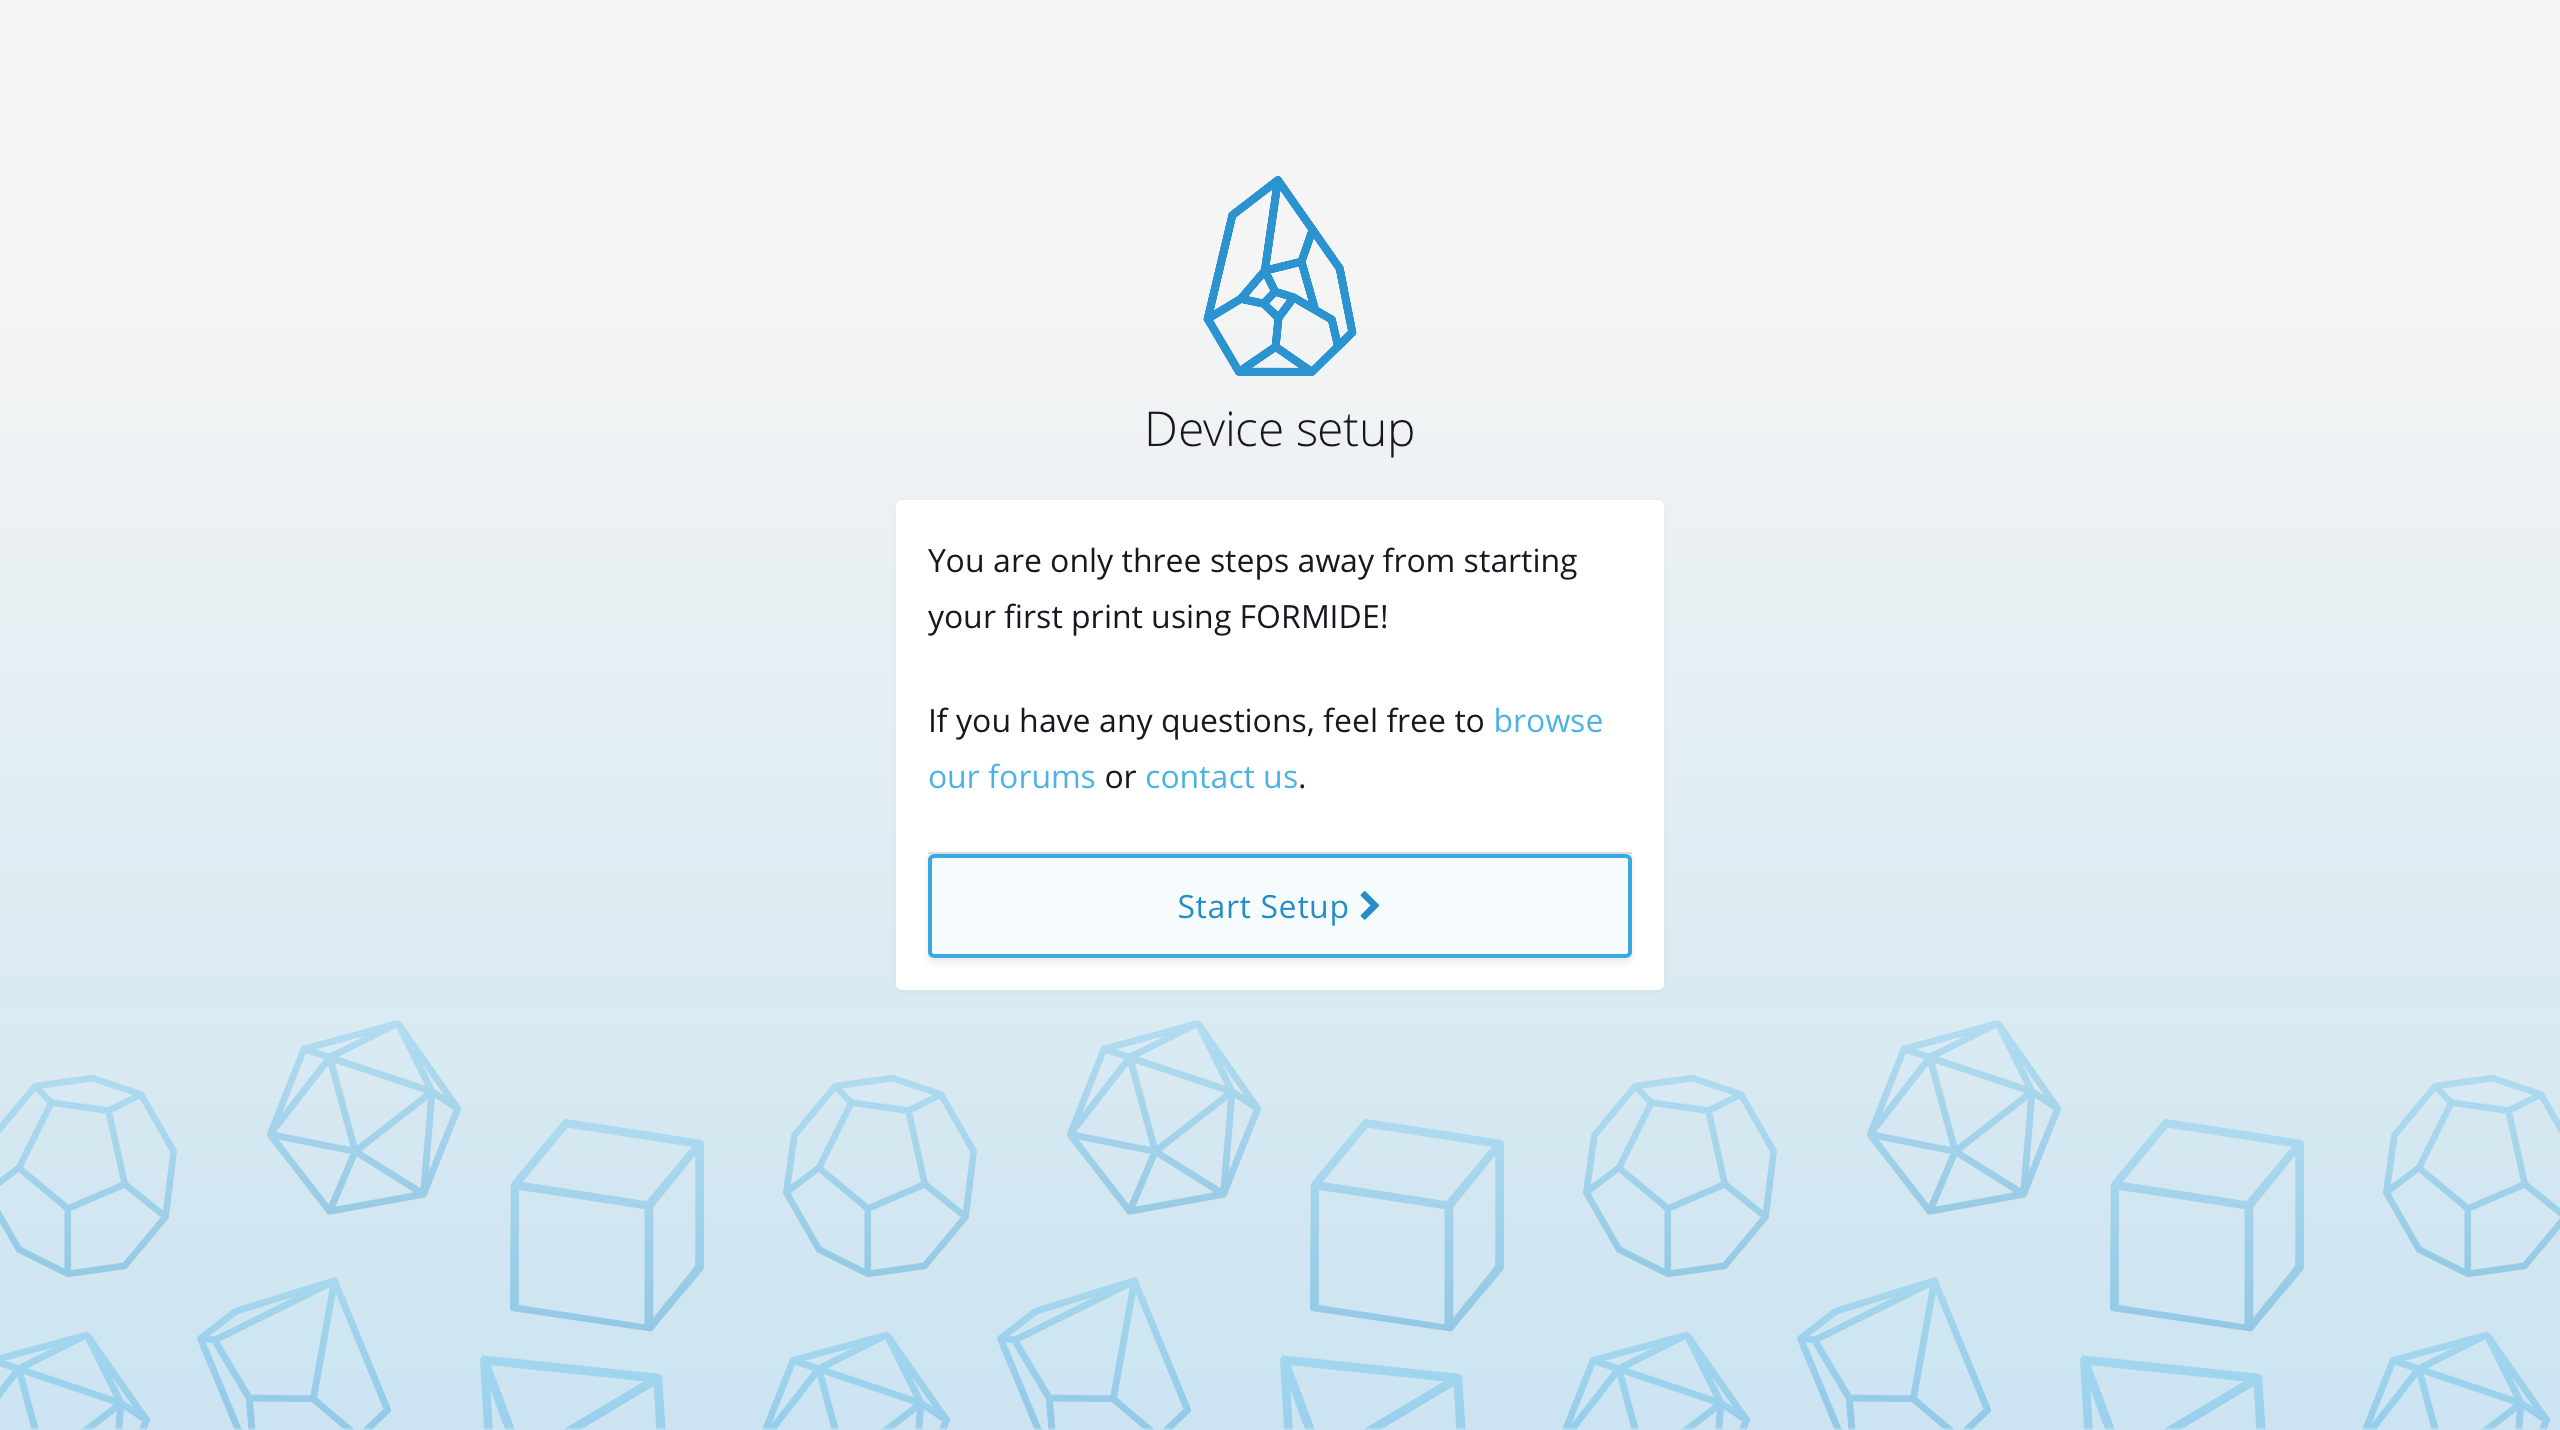 Device setup
You are only three steps away from starting
your first print using FORMIDE!
If you have any questions, feel free to browse
our forums or contact us.
Start Setup